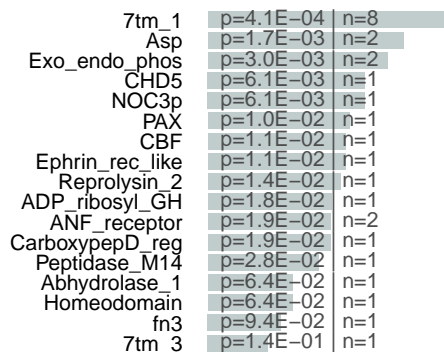 7tm_1 p=4.1E−04 n=8
Asp p=1.7E−03 n=2
Exo_endo_phos p=3.0E−03 n=2
CHD5 p=6.1E−03 n=1
NOC3p p=6.1E−03 n=1
PAX p=1.0E−02 n=1
CBF p=1.1E−02 n=1
Ephrin_rec_like p=1.1E−02 n=1
Reprolysin_2 p=1.4E−02 n=1
ADP_ribosyl_GH p=1.8E−02 n=1
ANF_receptor p=1.9E−02 n=2
CarboxypepD_reg p=1.9E−02 n=1
Peptidase_M14 p=2.8E−02 n=1
Abhydrolase_1 p=6.4E−02 n=1
Homeodomain p=6.4E−02 n=1
fn3 p=9.4E−02 n=1
7tm_3 p=1.4E−01 n=1